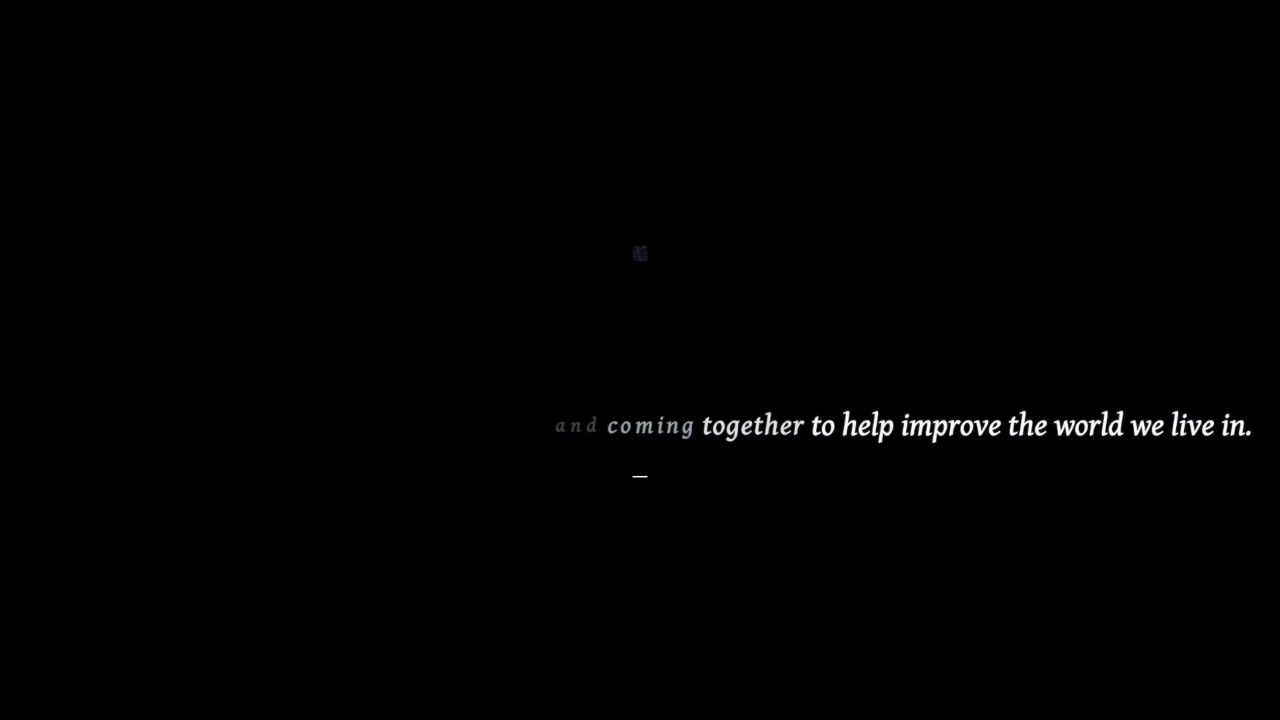 and coming together to help improve the world we live in.